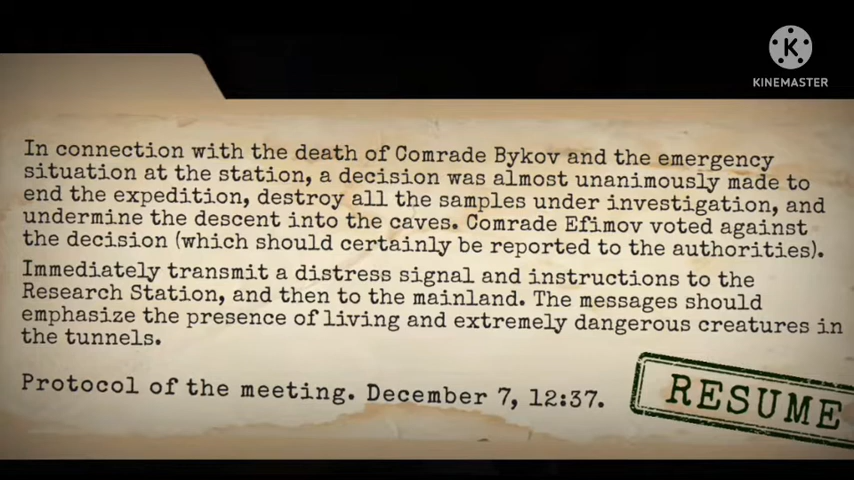 KINEMASTER
In connection with the death of Comrade Bykov and the emergency
situation at the station, a decision was almost unanimously made to
end the expedition, destroy all the samples under investigation, and
undermine the descent into the caves. Comrade Efimov voted against
the decision (which should certainly be reported to the authorities).
Immediately transmit a distress signal and instructions to the
Research Station, and then to the mainland. The messages should
emphasize the presence of living and extremely dangerous creatures in
the tunnels.
Protocol of the meeting. December 7, 12:37.
RESUME